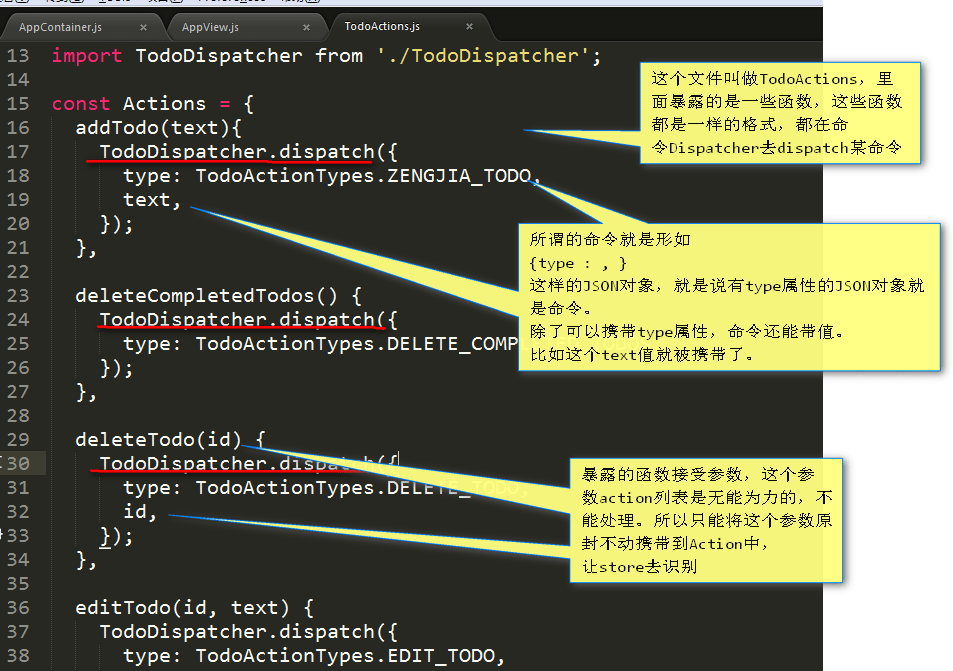 AppContainer.js × AppView.js × TodoActions.js ×
13 import TodoDispatcher from './TodoDispatcher';
14
15 const Actions = {
16 addTodo(text){
17 TodoDispatcher.dispatch({
18 type: TodoActionTypes.ZENGJIA_TODO,
19 text,
20 });
21 },
22
23 deleteCompletedTodos() {
24 TodoDispatcher.dispatch({
25 type: TodoActionTypes.DELETE_COMP
26 });
27 },
28
29 deleteTodo(id) {
30 TodoDispatcher.dispatch({
31 type: TodoActionTypes.DELETE_TODO,
32 id,
33 });
34 },
35
36 editTodo(id, text) {
37 TodoDispatcher.dispatch({
38 type: TodoActionTypes.EDIT_TODO,
这个文件叫做TodoActions，里
面暴露的是一些函数，这些函数
都是一样的格式，都在命
令Dispatcher去dispatch某命令
所谓的命令就是形如
{type : , }
这样的JSON对象，就是说有type属性的JSON对象就
是命令。
除了可以携带type属性，命令还能带值。
比如这个text值就被携带了。
暴露的函数接受参数，这个参
数action列表是无能为力的，不
能处理。所以只能将这个参数原
封不动携带到Action中，
让store去识别